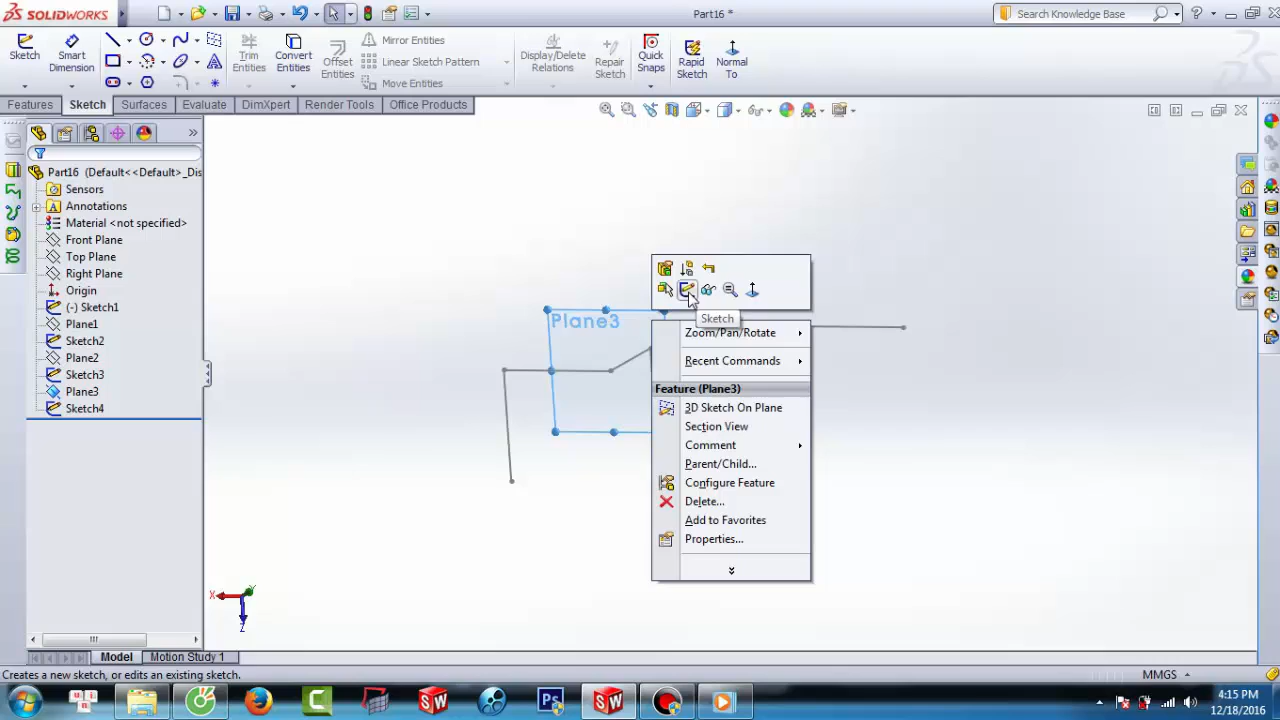 SOLIDWORKS
Part16 *
Search Knowledge Base
Sketch
Smart Dimension
Trim Entities
Convert Entities
Offset Entities
Mirror Entities
Linear Sketch Pattern
Move Entities
Display/Delete Relations
Repair Sketch
Quick Snaps
Rapid Sketch
Normal To
Features
Sketch
Surfaces
Evaluate
DimXpert
Render Tools
Office Products
Part16 (Default<<Default>_Dis
Sensors
Annotations
Material <not specified>
Front Plane
Top Plane
Right Plane
Origin
(-) Sketch1
Plane1
Sketch2
Plane2
Sketch3
Plane3
Sketch4
Plane3
Sketch
Zoom/Pan/Rotate
Recent Commands
Feature (Plane3)
3D Sketch On Plane
Section View
Comment
Parent/Child...
Configure Feature
Delete...
Add to Favorites
Properties...
X
Y
Z
Model
Motion Study 1
Creates a new sketch, or edits an existing sketch.
MMGS
4:15 PM
12/18/2016